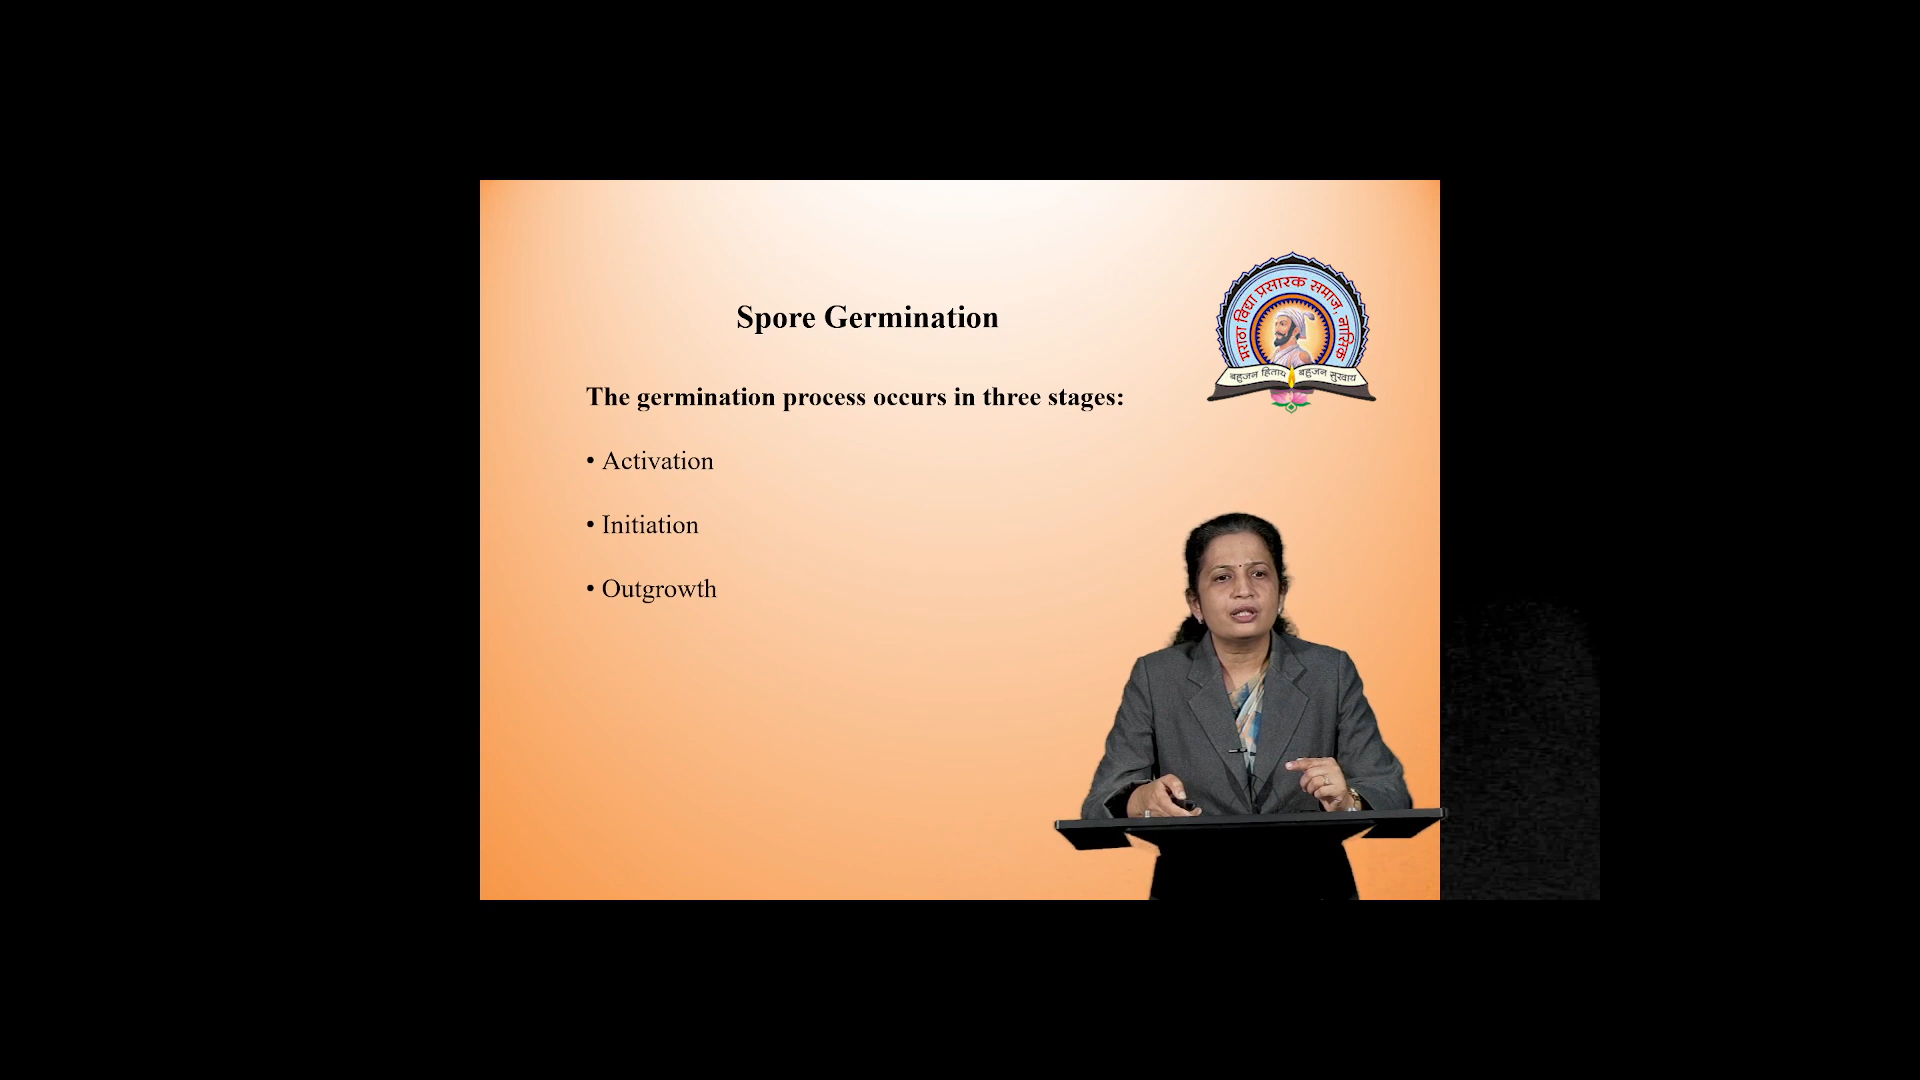 Spore Germination
मराठा विद्या प्रसारक समाज, नासिक
बहुजन हिताय बहुजन सुखाय
The germination process occurs in three stages:
• Activation
• Initiation
• Outgrowth